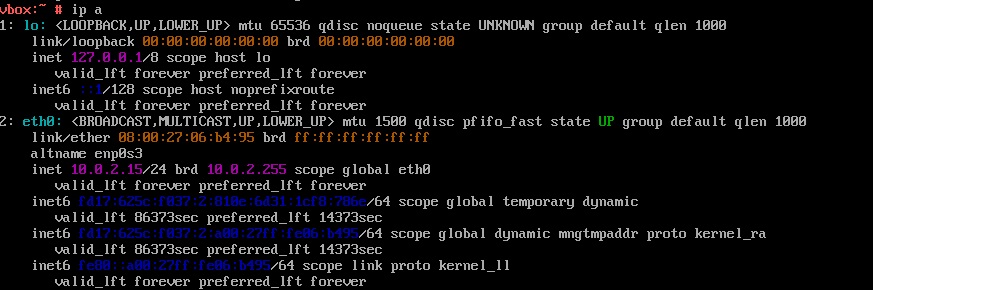 vbox:~ # ip a
1: lo: <LOOPBACK,UP,LOWER_UP> mtu 65536 qdisc noqueue state UNKNOWN group default qlen 1000
link/loopback 00:00:00:00:00:00 brd 00:00:00:00:00:00
inet 127.0.0.1/8 scope host lo
valid_lft forever preferred_lft forever
inet6 ::1/128 scope host noprefixroute
valid_lft forever preferred_lft forever
2: eth0: <BROADCAST,MULTICAST,UP,LOWER_UP> mtu 1500 qdisc pfifo_fast state UP group default qlen 1000
link/ether 08:00:27:06:b4:95 brd ff:ff:ff:ff:ff:ff
altname enp0s3
inet 10.0.2.15/24 brd 10.0.2.255 scope global eth0
valid_lft forever preferred_lft forever
inet6 fd17:625c:f037:2:810e:6d31:1cf8:786e/64 scope global temporary dynamic
valid_lft 86373sec preferred_lft 14373sec
inet6 fd17:625c:f037:2:a00:27ff:fe06:b495/64 scope global dynamic mngtmpaddr proto kernel_ra
valid_lft 86373sec preferred_lft 14373sec
inet6 fe80::a00:27ff:fe06:b495/64 scope link proto kernel_ll
valid_lft forever preferred_lft forever